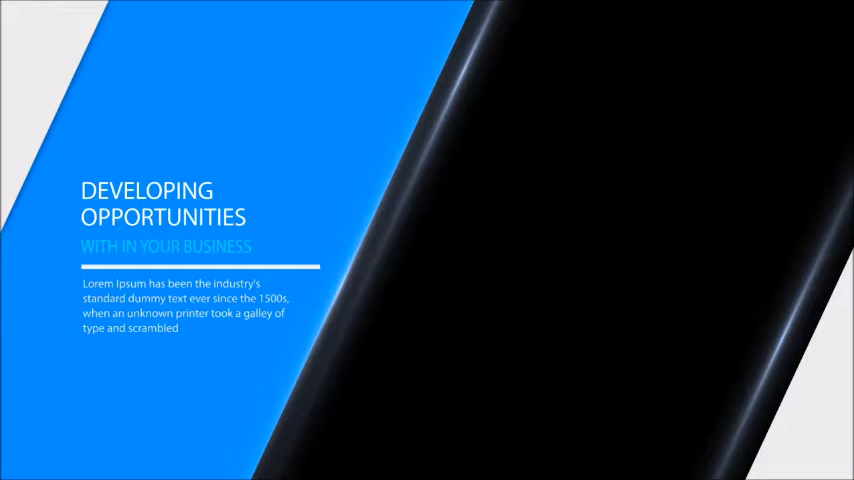 DEVELOPING
OPPORTUNITIES
WITH IN YOUR BUSINESS
Lorem Ipsum has been the industry's
standard dummy text ever since the 1500s,
when an unknown printer took a galley of
type and scrambled